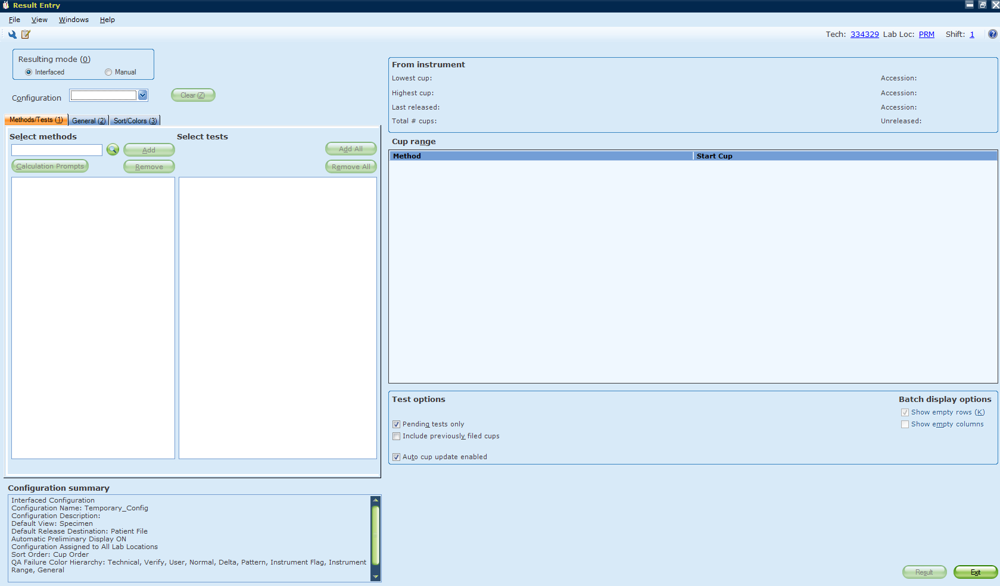 Result Entry
File View Windows Help
Tech: 334329 Lab Loc: PRM Shift: 1
Resulting mode (0)
Interfaced Manual
Configuration Clear (Z)
Methods/Tests (1) General (2) Sort/Colors (3)
Select methods Select tests
Add Add All
Calculation Prompts Remove Remove All
From instrument
Lowest cup: Accession:
Highest cup: Accession:
Last released: Accession:
Total # cups: Unreleased:
Cup range
Method Start Cup
Test options Batch display options
Show empty rows (K)
Pending tests only Show empty columns
Include previously filed cups
Auto cup update enabled
Configuration summary
Interfaced Configuration
Configuration Name: Temporary_Config
Configuration Description:
Default View: Specimen
Default Release Destination: Patient File
Automatic Preliminary Display ON
Configuration Assigned to All Lab Locations
Sort Order: Cup Order
QA Failure Color Hierarchy: Technical, Verify, User, Normal, Delta, Pattern, Instrument Flag, Instrument
Range, General
Result Exit